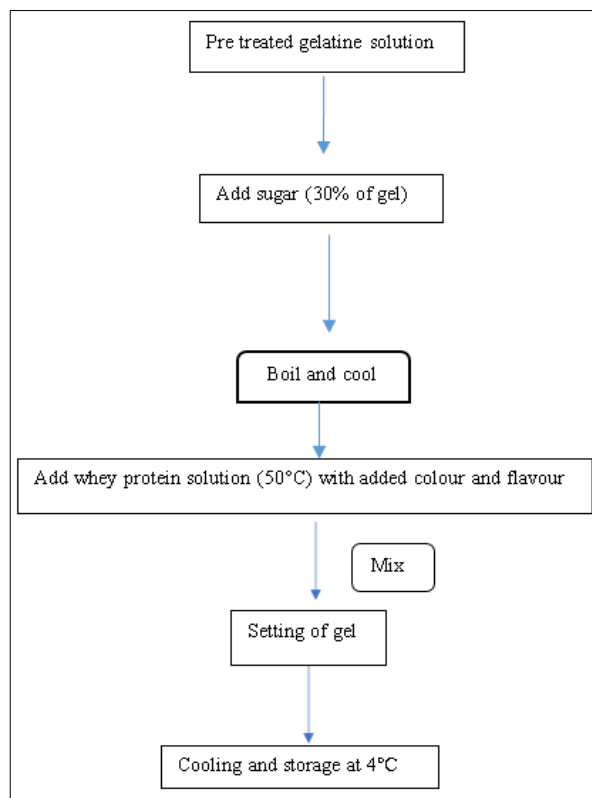 Pre treated gelatine solution
Add sugar (30% of gel)
Boil and cool
Add whey protein solution (50°C) with added colour and flavour
Mix
Setting of gel
Cooling and storage at 4°C